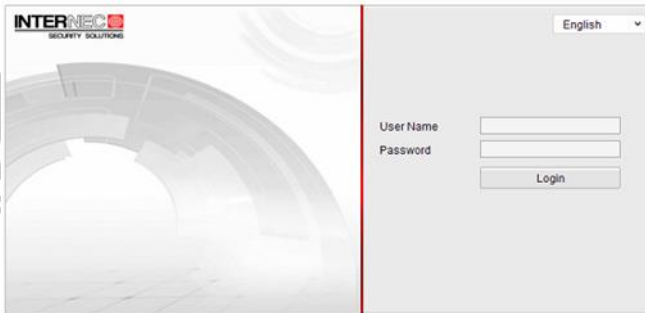 INTERNEC
SECURITY SOLUTIONS
English
User Name
Password
Login